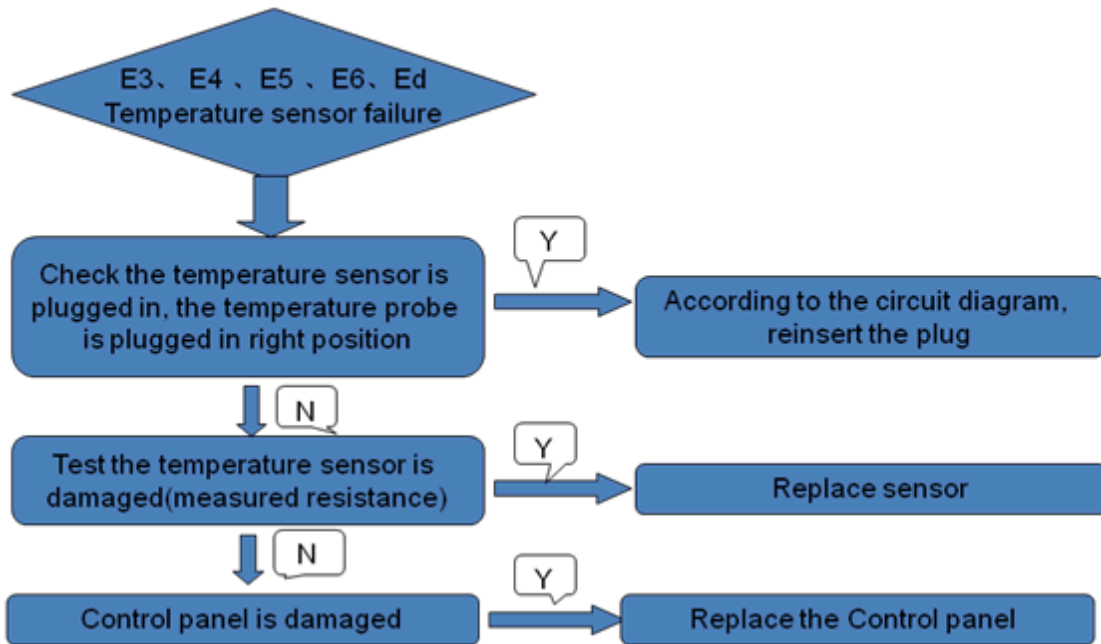 E3、 E4 、E5 、E6、Ed
Temperature sensor failure
Check the temperature sensor is
plugged in, the temperature probe
is plugged in right position
Y
According to the circuit diagram,
reinsert the plug
N
Test the temperature sensor is
damaged(measured resistance)
Y
Replace sensor
N
Control panel is damaged
Y
Replace the Control panel